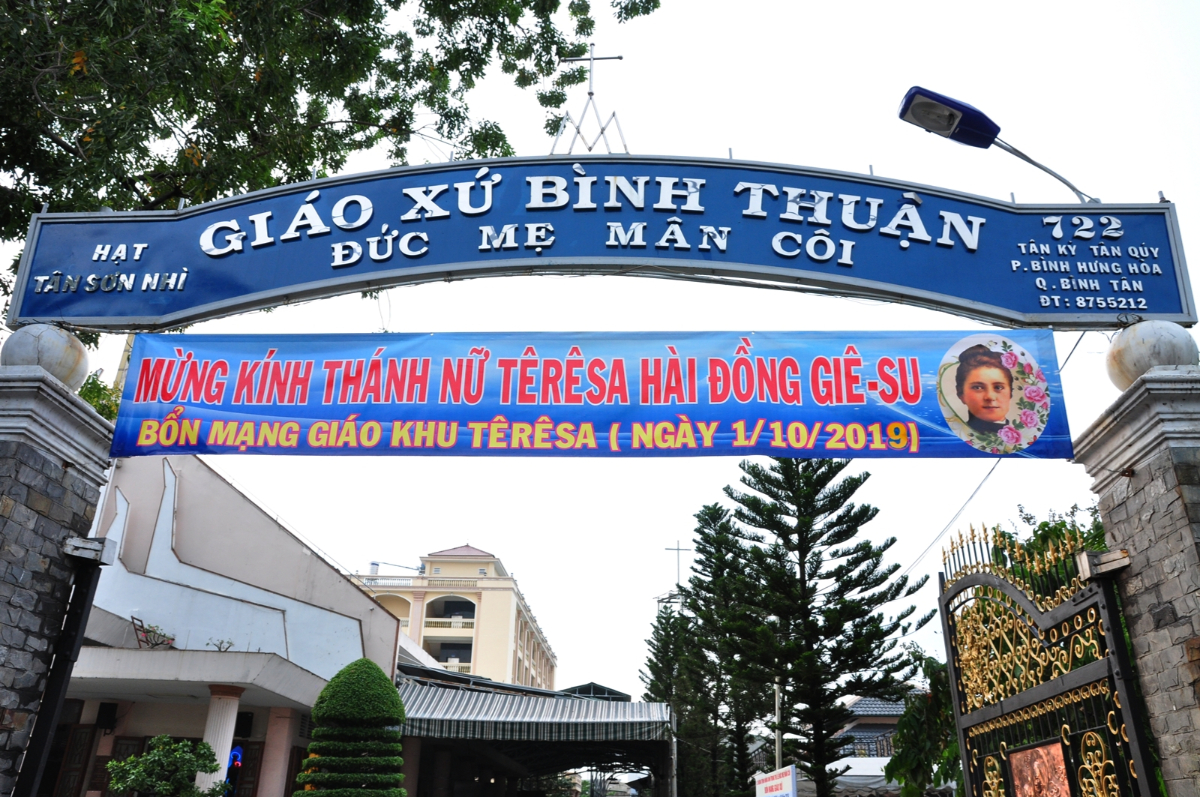 GIÁO XỨ BÌNH THUẬN
ĐỨC MẸ MÂN CÔI
HẠT
TÂN SƠN NHÌ
722
TÂN KỲ TÂN QÚY
P. BÌNH HƯNG HÒA
Q. BÌNH TÂN
ĐT: 8755212
MỪNG KÍNH THÁNH NỮ TÊRÊSA HÀI ĐỒNG GIÊ-SU
BỔN MẠNG GIÁO KHU TÊRÊSA ( NGÀY 1/10/2019)